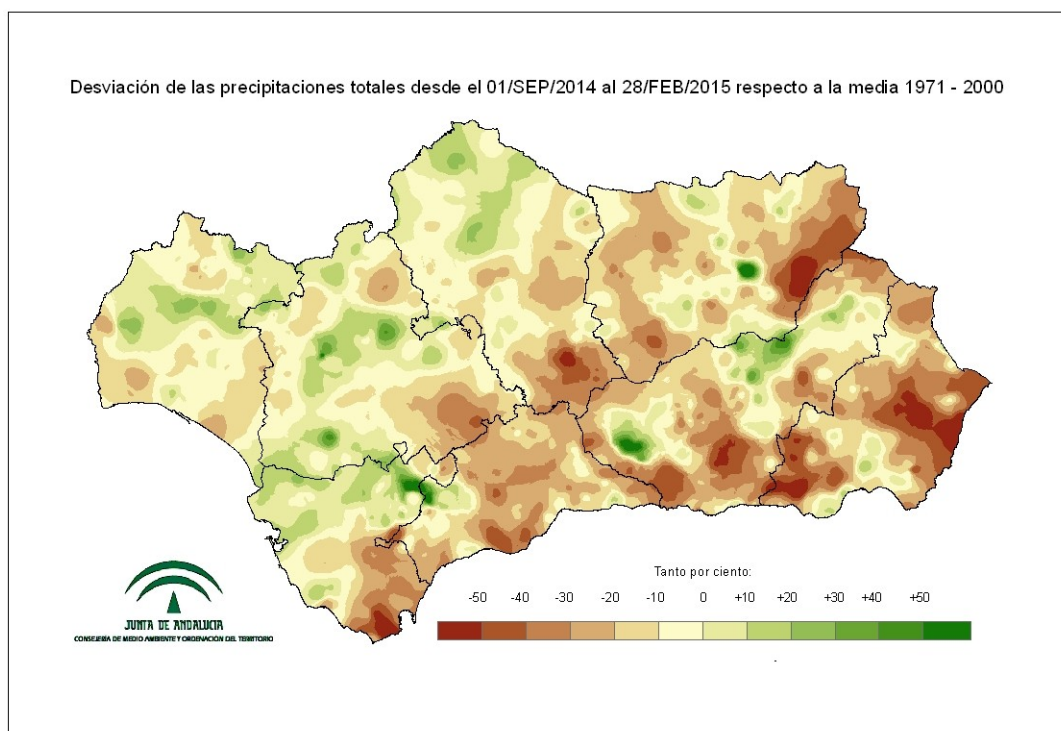 Desviación de las precipitaciones totales desde el 01/SEP/2014 al 28/FEB/2015 respecto a la media 1971 - 2000
Tanto por ciento:
-50 -40 -30 -20 -10 0 +10 +20 +30 +40 +50
JUNTA DE ANDALUCIA
CONSEJERÍA DE MEDIO AMBIENTE Y ORDENACIÓN DEL TERRITORIO